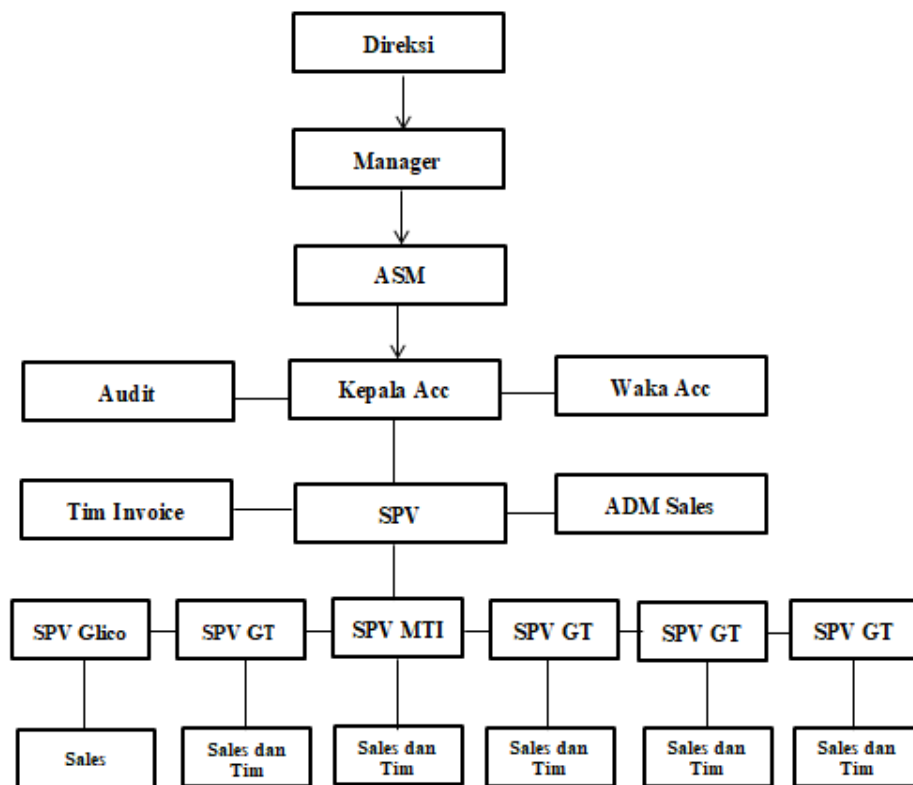 Direksi
Manager
ASM
Audit
Kepala Acc
Waka Acc
Tim Invoice
SPV
ADM Sales
SPV Glico
SPV GT
SPV MTI
SPV GT
SPV GT
SPV GT
Sales
Sales dan
Tim
Sales dan
Tim
Sales dan
Tim
Sales dan
Tim
Sales dan
Tim